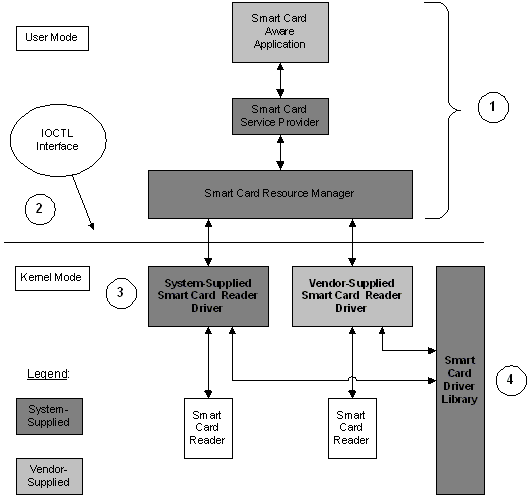 Smart Card
Aware
Application
User Mode
Smart Card
Service Provider
1
IOCTL
Interface
Smart Card Resource Manager
2
Kernel Mode
3
System-Supplied
Smart Card Reader
Driver
Vendor-Supplied
Smart Card Reader
Driver
Smart
Card
Driver
Library
4
Legend:
System-
Supplied
Smart
Card
Reader
Smart
Card
Reader
Vendor-
Supplied